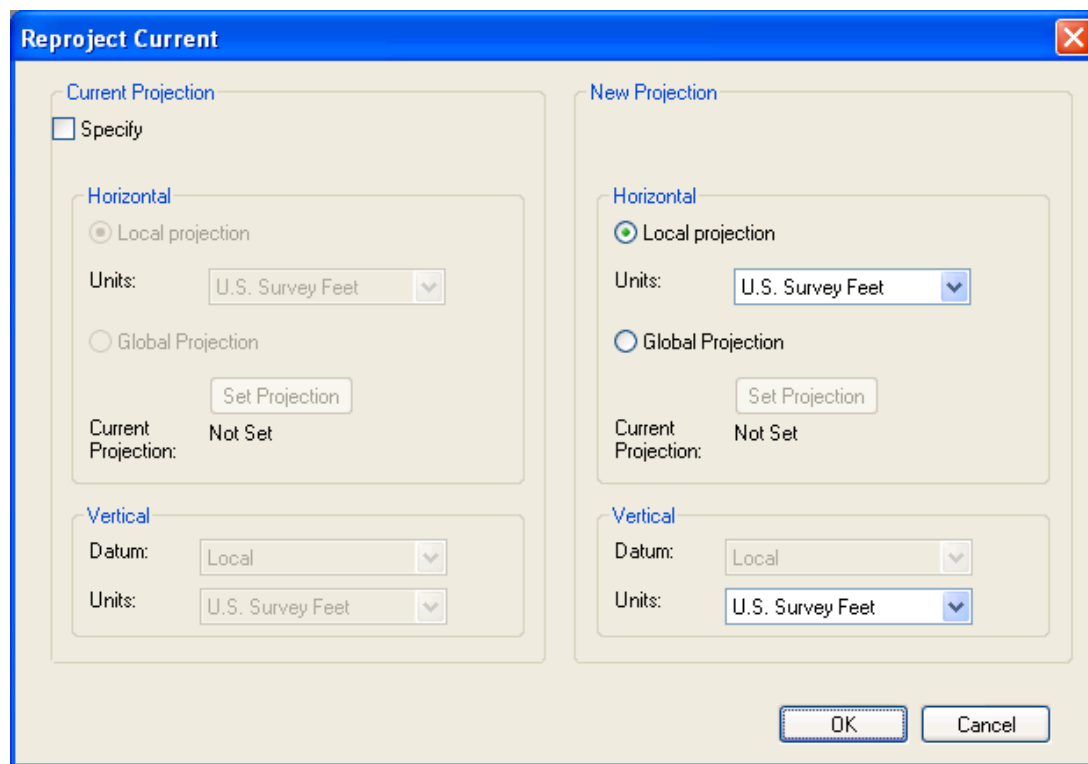 Reproject Current
Current Projection
Specify
Horizontal
Local projection
Units:
U.S. Survey Feet
Global Projection
Set Projection
Current
Projection:
Not Set
Vertical
Datum:
Local
Units:
U.S. Survey Feet
New Projection
Horizontal
Local projection
Units:
U.S. Survey Feet
Global Projection
Set Projection
Current
Projection:
Not Set
Vertical
Datum:
Local
Units:
U.S. Survey Feet
OK
Cancel